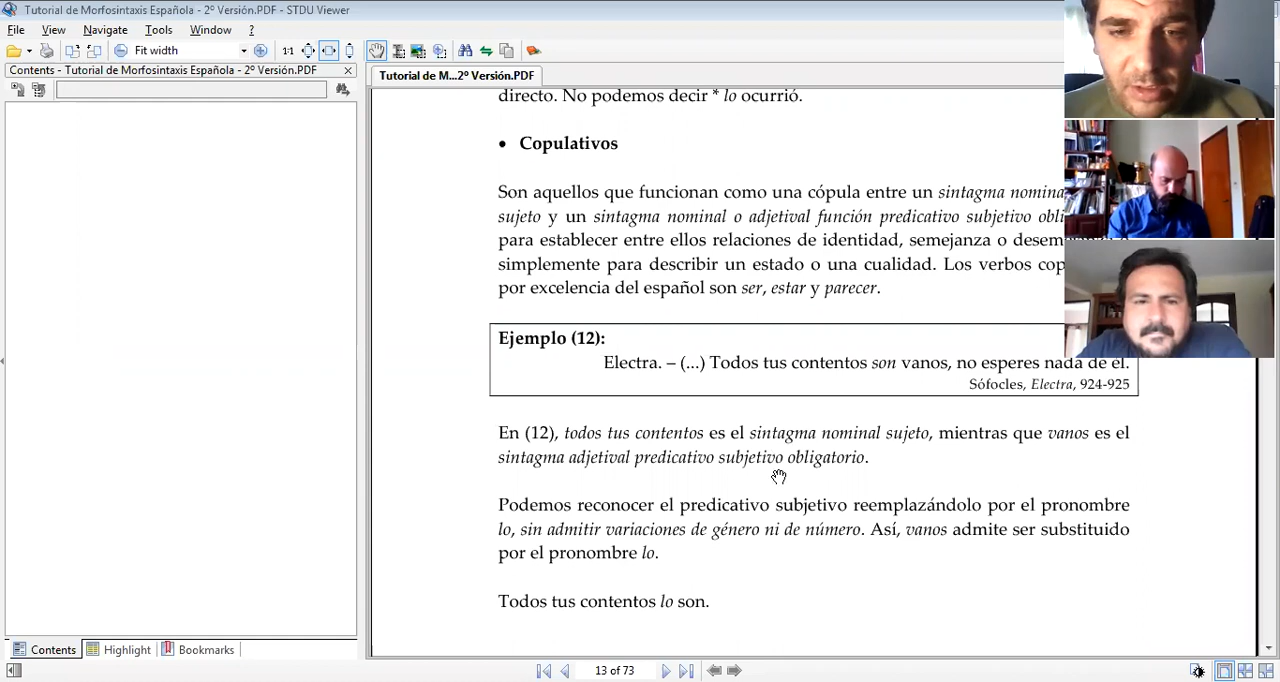 Tutorial de Morfosintaxis Española - 2º Versión.PDF - STDU Viewer
File View Navigate Tools Window ?
Fit width 1:1
Contents - Tutorial de Morfosintaxis Española - 2º Versión.PDF
Tutorial de M...2º Versión.PDF
directo. No podemos decir * lo ocurrió.
• Copulativos
Son aquellos que funcionan como una cópula entre un sintagma
sujeto y un sintagma nominal o adjetival función predicativo subjetivo
para establecer entre ellos relaciones de identidad, semejanza o
simplemente para describir un estado o una cualidad. Los verbos
por excelencia del español son ser, estar y parecer.
Ejemplo (12):
Electra. – (...) Todos tus contentos son vanos, no esperes nada de él.
Sófocles, Electra, 924-925
En (12), todos tus contentos es el sintagma nominal sujeto, mientras que vanos es el
sintagma adjetival predicativo subjetivo obligatorio.
Podemos reconocer el predicativo subjetivo reemplazándolo por el pronombre
lo, sin admitir variaciones de género ni de número. Así, vanos admite ser substituido
por el pronombre lo.
Todos tus contentos lo son.
Contents Highlight Bookmarks
13 of 73